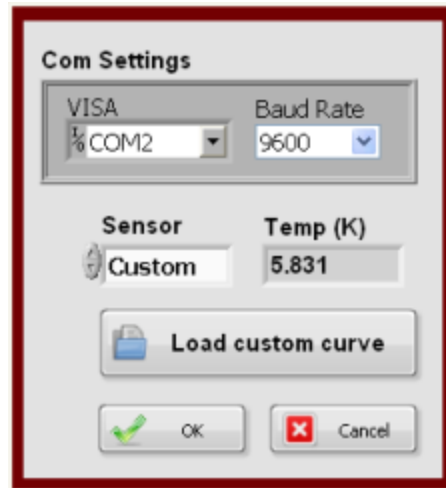 Com Settings
VISA Baud Rate
I/O COM2 9600
Sensor Temp (K)
Custom 5.831
Load custom curve
OK Cancel